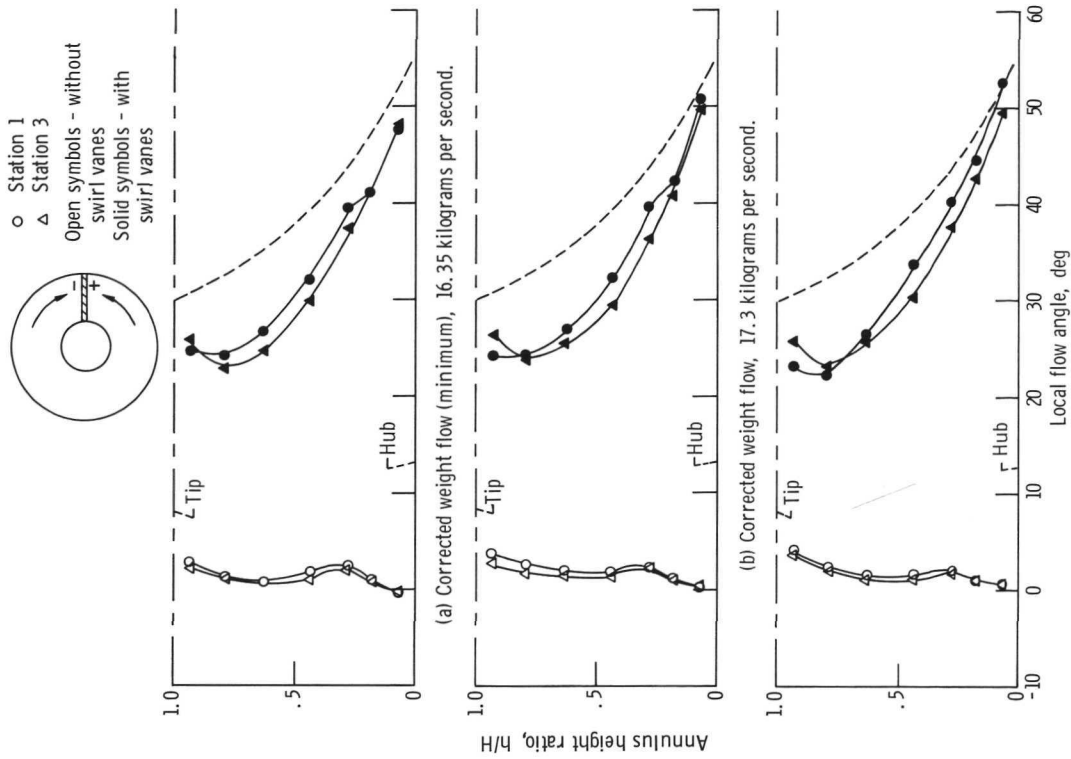 ○ Station 1
△ Station 3
Open symbols - without
swirl vanes
Solid symbols - with
swirl vanes
-
+
1.0
.5
0
Tip
Hub
(a) Corrected weight flow (minimum), 16.35 kilograms per second.
1.0
.5
0
Tip
Hub
(b) Corrected weight flow, 17.3 kilograms per second.
1.0
.5
0
Tip
Hub
-10
0
10
20
30
40
50
60
Local flow angle, deg
Annulus height ratio, h/H